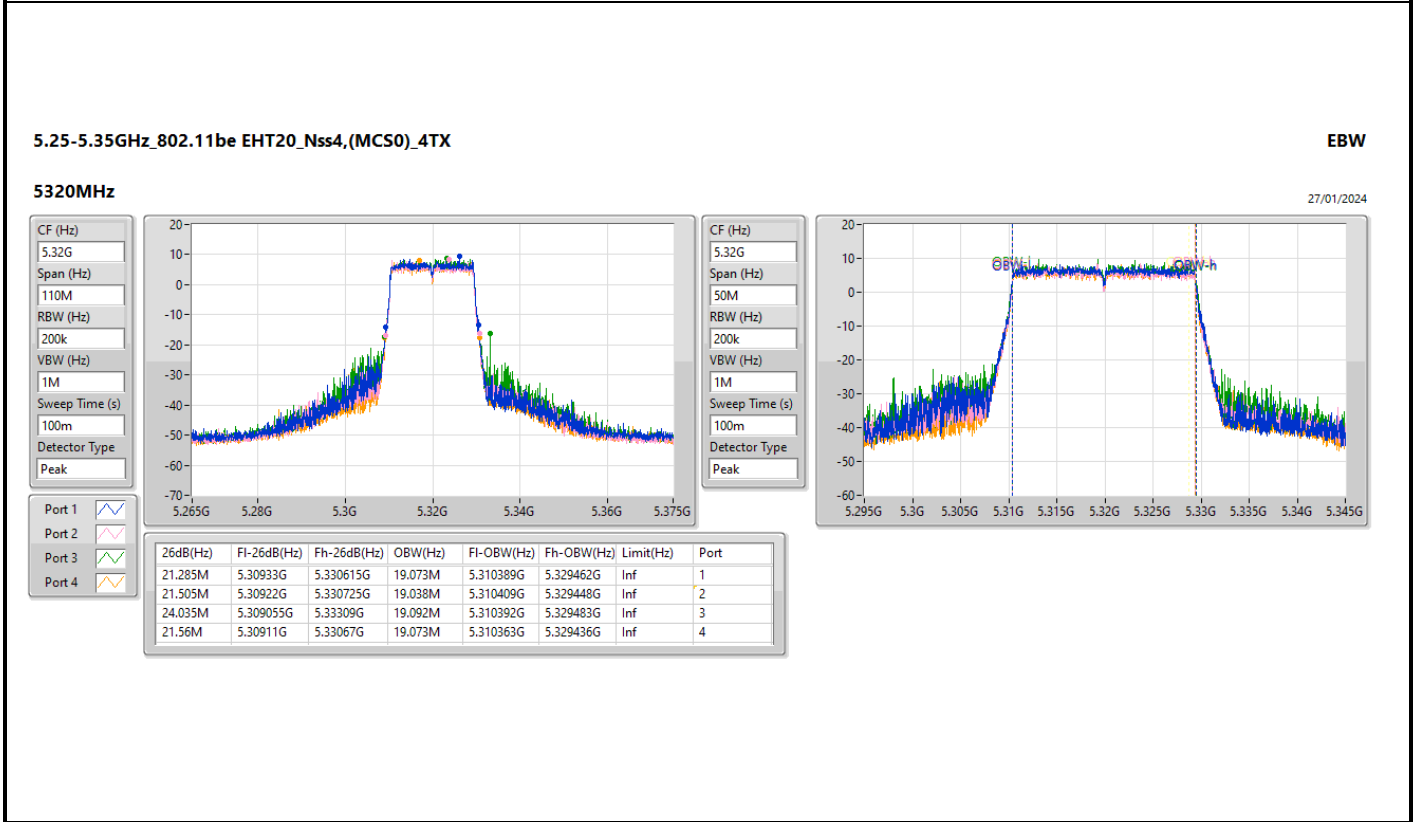 5.25-5.35GHz_802.11be EHT20_Nss4,(MCS0)_4TX
EBW
5320MHz
27/01/2024
CF (Hz)
5.32G
Span (Hz)
110M
RBW (Hz)
200k
VBW (Hz)
1M
Sweep Time (s)
100m
Detector Type
Peak
20
10
0
-10
-20
-30
-40
-50
-60
-70
5.265G 5.28G 5.3G 5.32G 5.34G 5.36G 5.375G
CF (Hz)
5.32G
Span (Hz)
50M
RBW (Hz)
200k
VBW (Hz)
1M
Sweep Time (s)
100m
Detector Type
Peak
20
10
0
-10
-20
-30
-40
-50
-60
OBW-h
5.295G 5.3G 5.305G 5.31G 5.315G 5.32G 5.325G 5.33G 5.335G 5.34G 5.345G
Port 1
Port 2
Port 3
Port 4
26dB(Hz) Fl-26dB(Hz) Fh-26dB(Hz) OBW(Hz) Fl-OBW(Hz) Fh-OBW(Hz) Limit(Hz) Port
21.285M 5.30933G 5.330615G 19.073M 5.310389G 5.329462G Inf 1
21.505M 5.30922G 5.330725G 19.038M 5.310409G 5.329448G Inf 2
24.035M 5.309055G 5.33309G 19.092M 5.310392G 5.329483G Inf 3
21.56M 5.30911G 5.33067G 19.073M 5.310363G 5.329436G Inf 4